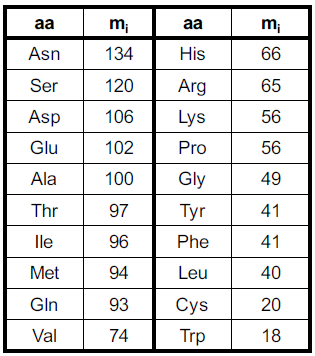 aa mi aa mi
Asn 134 His 66
Ser 120 Arg 65
Asp 106 Lys 56
Glu 102 Pro 56
Ala 100 Gly 49
Thr 97 Tyr 41
Ile 96 Phe 41
Met 94 Leu 40
Gln 93 Cys 20
Val 74 Trp 18